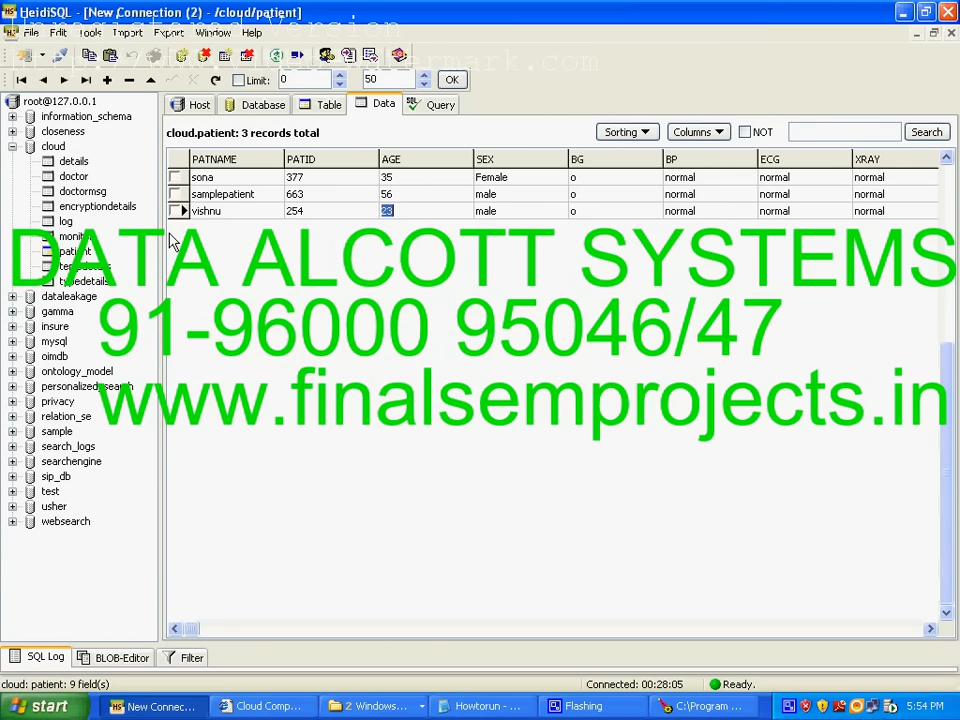 HeidiSQL - [New Connection (2) - /cloud/patient]
File Edit Tools Import Export Window Help
Limit: 0 50 OK
root@127.0.0.1
information_schema
closeness
cloud
details
doctor
doctormsg
encryptiondetails
log
patient
typedetails
dataleakage
gamma
insure
mysql
oimdb
ontology_model
personalizedsearch
privacy
relation_se
sample
search_logs
searchengine
sip_db
test
usher
websearch
Host Database Table Data Query
cloud.patient: 3 records total
Sorting Columns NOT Search
PATNAME PATID AGE SEX BG BP ECG XRAY
sona 377 35 Female o normal normal normal
samplepatient 663 56 male o normal normal normal
vishnu 254 23 male o normal normal normal
DATA ALCOTT SYSTEMS
91-96000 95046/47
www.finalsemprojects.in
SQL Log BLOB-Editor Filter
cloud: patient: 9 field(s) Connected: 00:28:05 Ready.
start New Connec... Cloud Comp... 2 Windows... Howtorun - ... Flashing C:\Program ... 5:54 PM